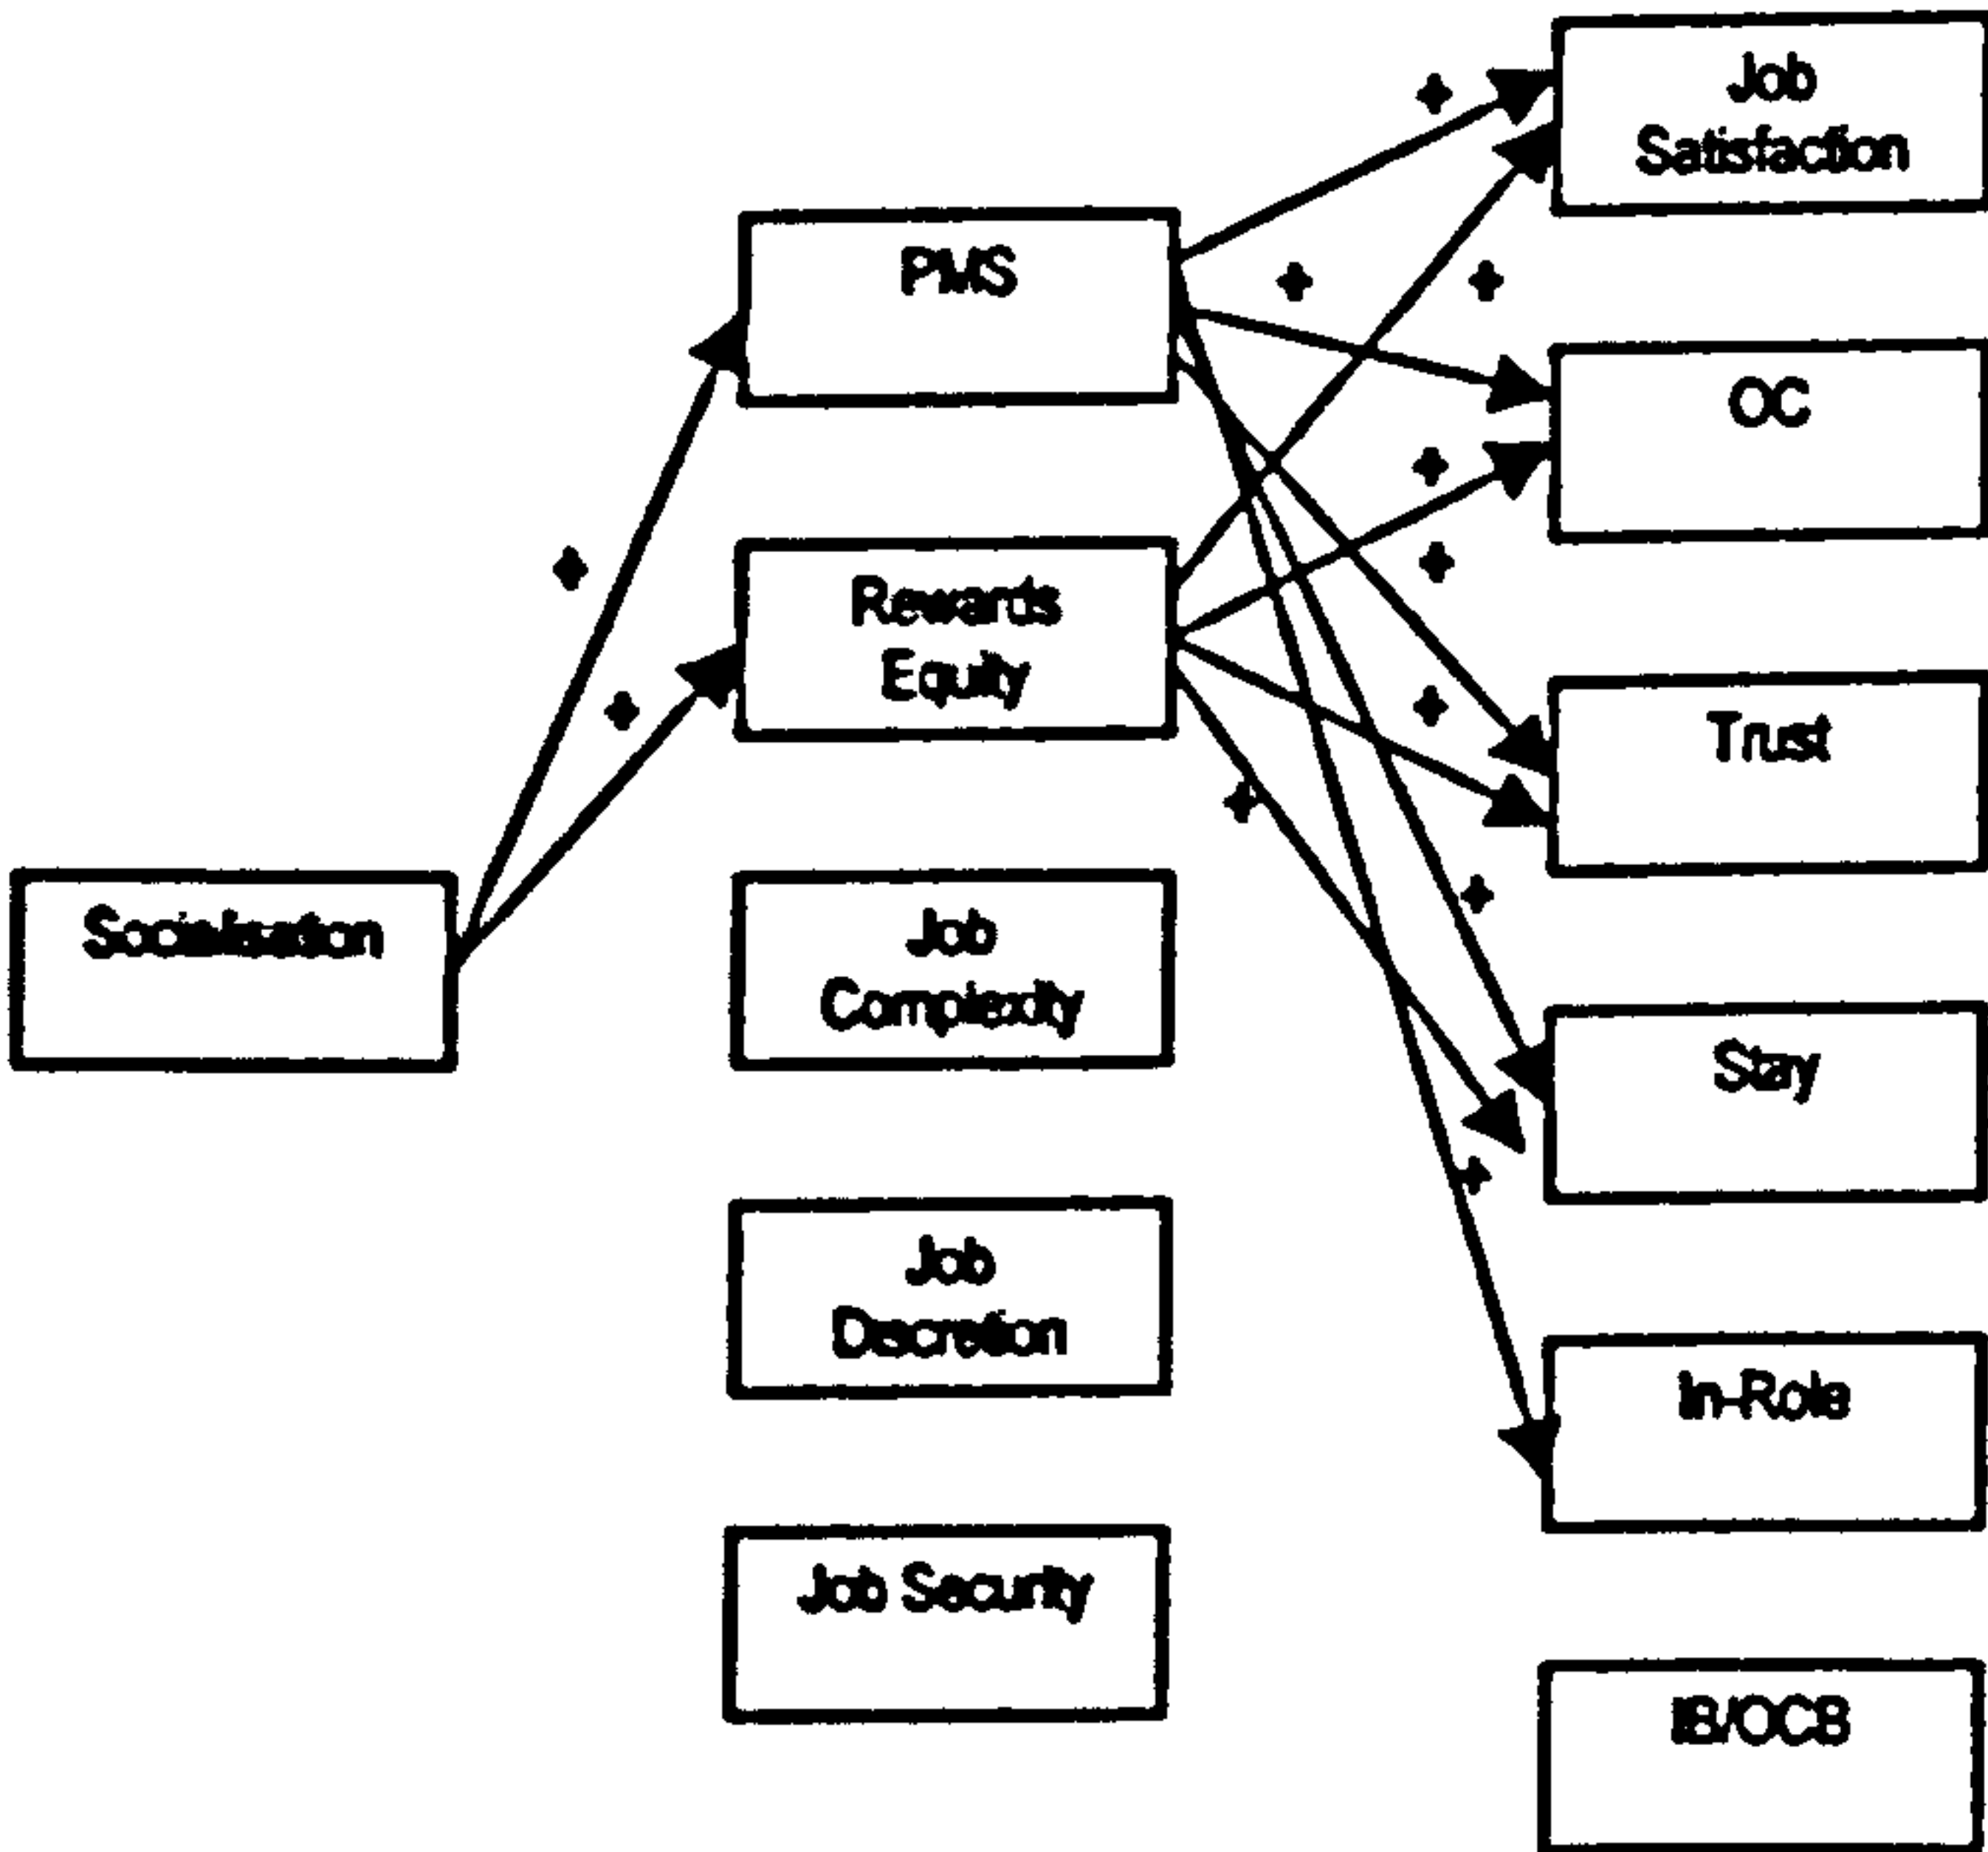 Job
Satisfaction
PMS
OC
Rewards
Equity
Trust
Socialisation
Job
Complexity
Stay
Job
Discretion
In-Role
Job Security
IB/OCB
+
+
+
+
+
+
+
+
+
+
+